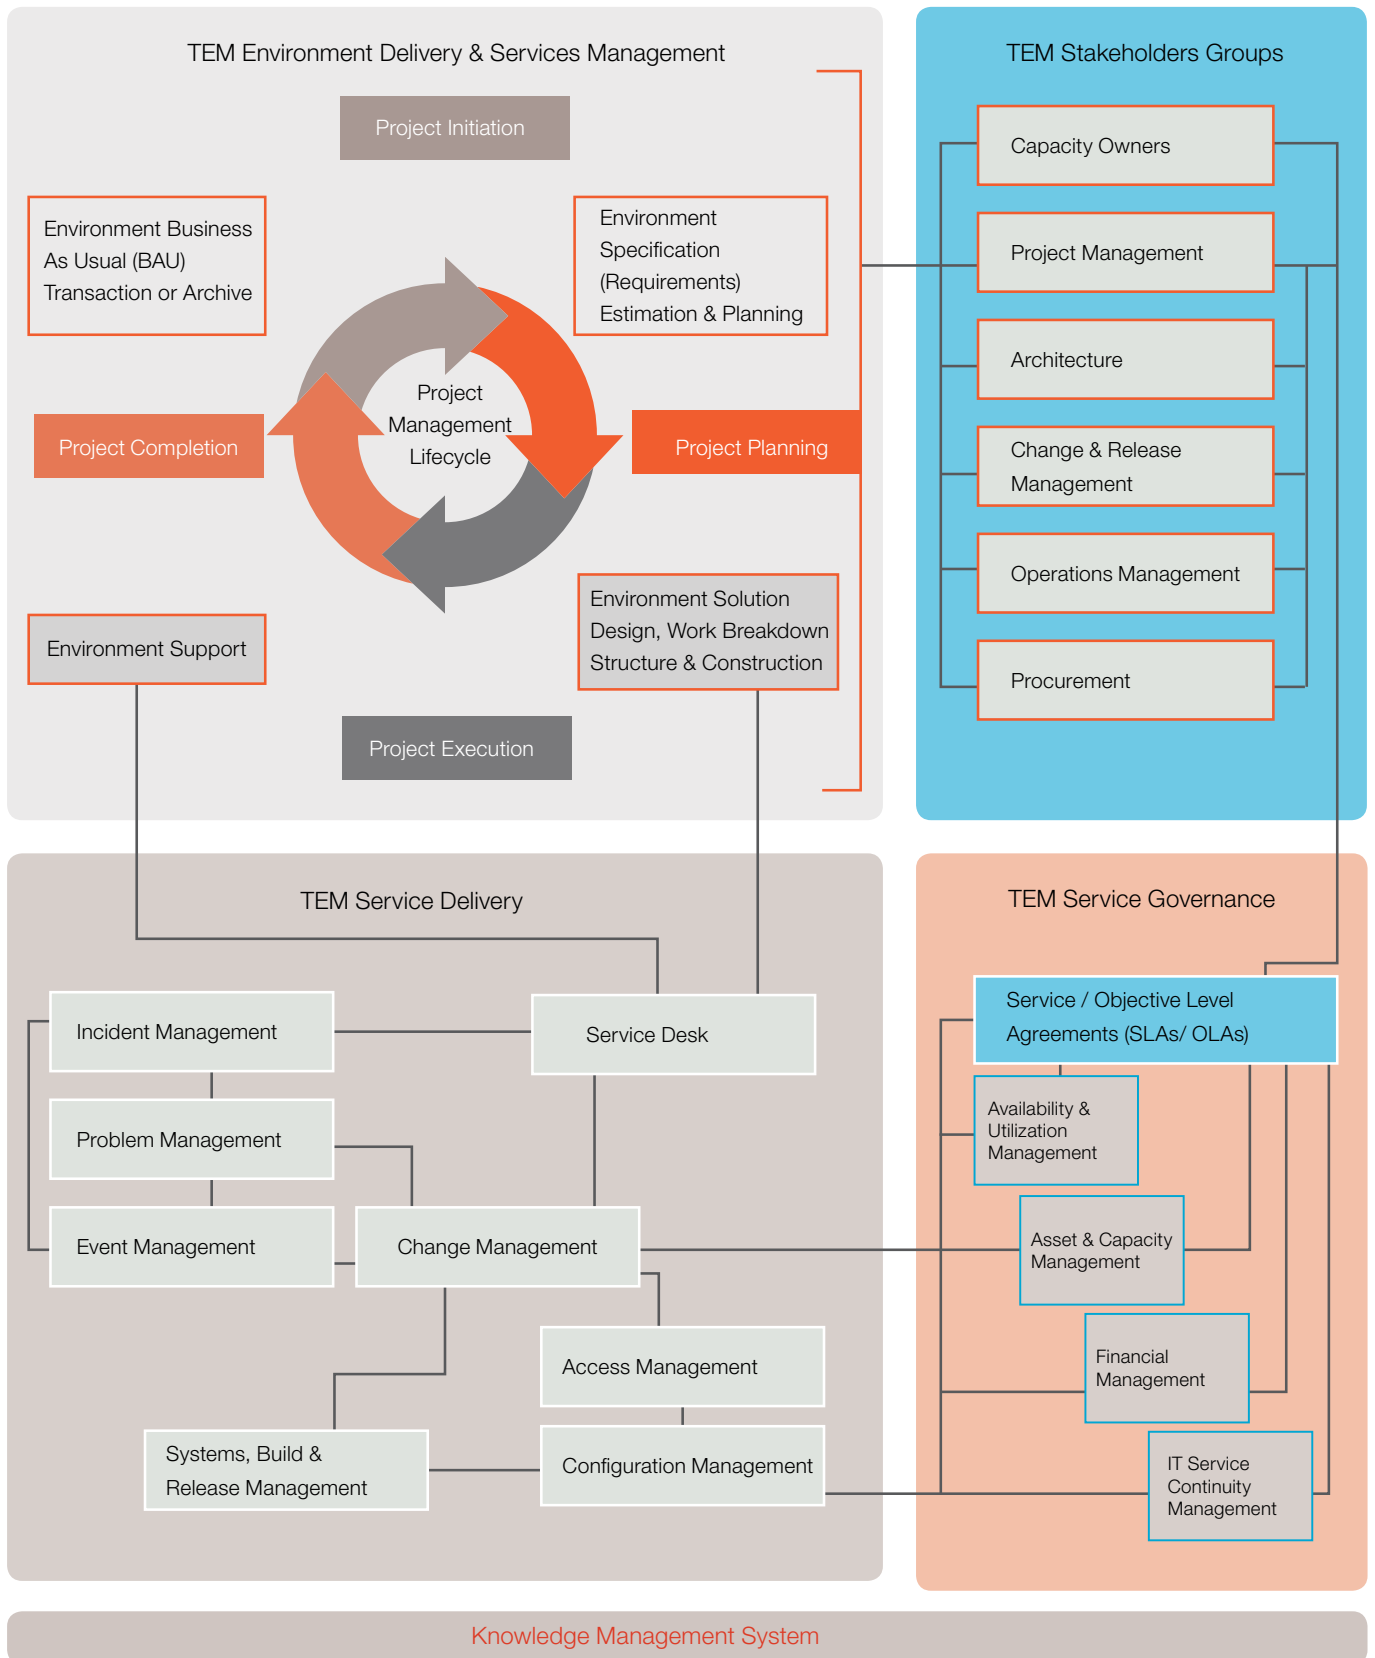 TEM Environment Delivery & Services Management
Project Initiation
Environment Business
As Usual (BAU)
Transaction or Archive
Environment
Specification
(Requirements)
Estimation & Planning
Project
Management
Lifecycle
Project Completion
Project Planning
Environment Support
Environment Solution
Design, Work Breakdown
Structure & Construction
Project Execution
TEM Stakeholders Groups
Capacity Owners
Project Management
Architecture
Change & Release
Management
Operations Management
Procurement
TEM Service Delivery
Incident Management
Service Desk
Problem Management
Event Management
Change Management
Access Management
Systems, Build &
Release Management
Configuration Management
TEM Service Governance
Service / Objective Level
Agreements (SLAs/ OLAs)
Availability &
Utilization
Management
Asset & Capacity
Management
Financial
Management
IT Service
Continuity
Management
Knowledge Management System